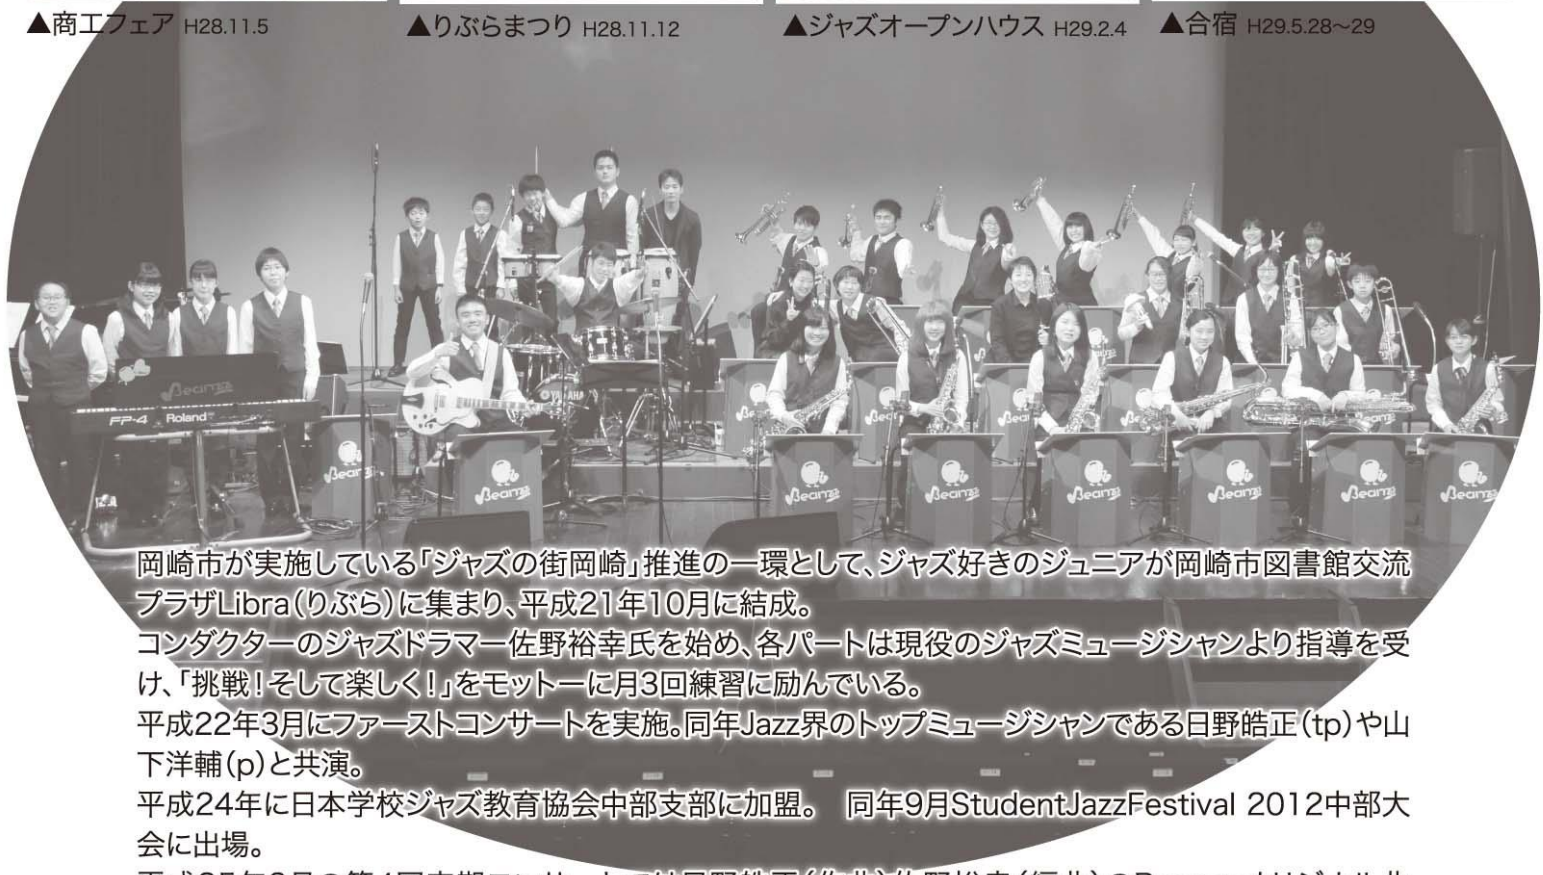 ▲商工フェア H28.11.5
▲りぶらまつり H28.11.12
▲ジャズオープンハウス H29.2.4
▲合宿 H29.5.28~29
Beamz
FP-4 Roland
YAMAHA
Beamz
Beamz
Beamz
Beamz
Beamz
Beamz
Beamz
Beamz
岡崎市が実施している「ジャズの街岡崎」推進の一環として、ジャズ好きのジュニアが岡崎市図書館交流
プラザLibra(りぶら)に集まり、平成21年10月に結成。
コンダクターのジャズドラマー佐野裕幸氏を始め、各パートは現役のジャズミュージシャンより指導を受
け、「挑戦!そして楽しく!」をモットーに月3回練習に励んでいる。
平成22年3月にファーストコンサートを実施。同年Jazz界のトップミュージシャンである日野皓正(tp)や山
下洋輔(p)と共演。
平成24年に日本学校ジャズ教育協会中部支部に加盟。 同年9月StudentJazzFestival 2012中部大
会に出場。